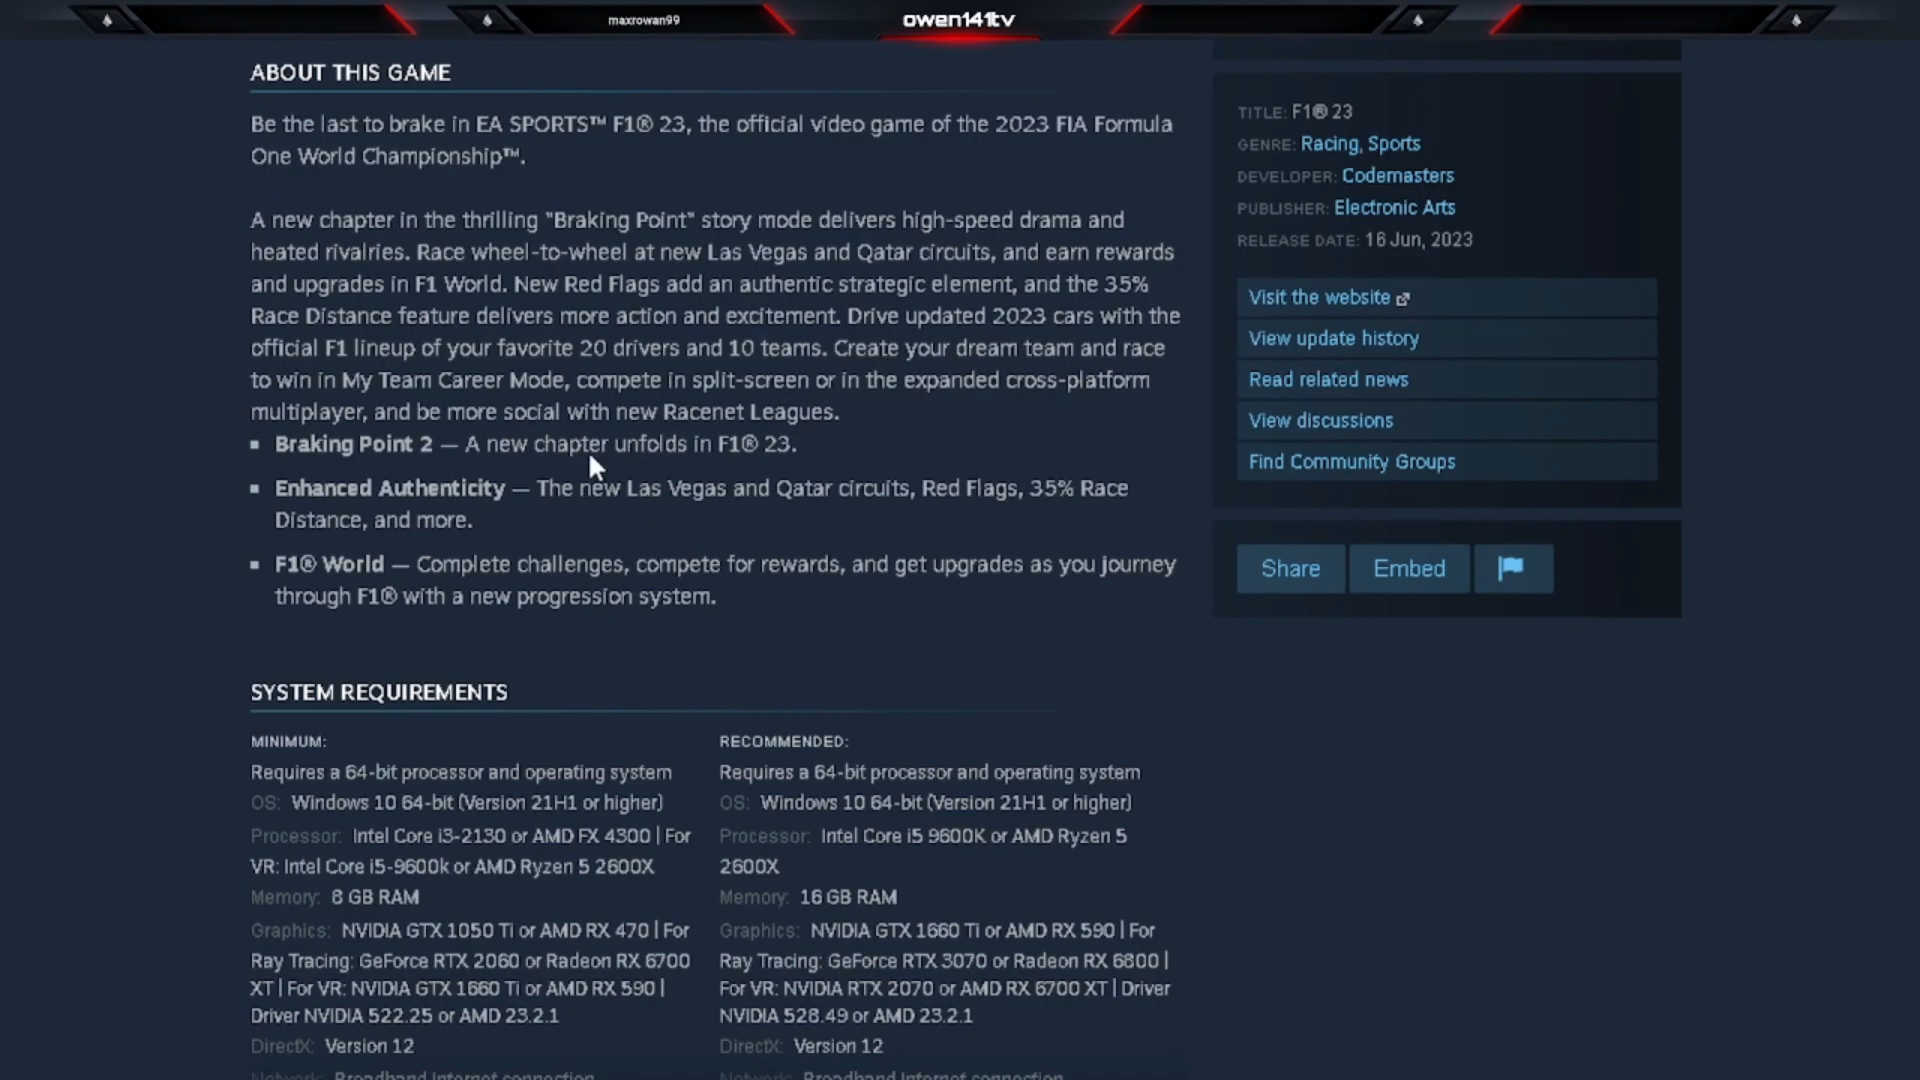 maxrowan99
owen141tv
ABOUT THIS GAME
Be the last to brake in EA SPORTS™ F1® 23, the official video game of the 2023 FIA Formula
One World Championship™.
A new chapter in the thrilling "Braking Point" story mode delivers high-speed drama and
heated rivalries. Race wheel-to-wheel at new Las Vegas and Qatar circuits, and earn rewards
and upgrades in F1 World. New Red Flags add an authentic strategic element, and the 35%
Race Distance feature delivers more action and excitement. Drive updated 2023 cars with the
official F1 lineup of your favorite 20 drivers and 10 teams. Create your dream team and race
to win in My Team Career Mode, compete in split-screen or in the expanded cross-platform
multiplayer, and be more social with new Racenet Leagues.
▪ Braking Point 2 — A new chapter unfolds in F1® 23.
▪ Enhanced Authenticity — The new Las Vegas and Qatar circuits, Red Flags, 35% Race
Distance, and more.
▪ F1® World — Complete challenges, compete for rewards, and get upgrades as you journey
through F1® with a new progression system.
SYSTEM REQUIREMENTS
MINIMUM:
Requires a 64-bit processor and operating system
OS: Windows 10 64-bit (Version 21H1 or higher)
Processor: Intel Core i3-2130 or AMD FX 4300 | For
VR: Intel Core i5-9600k or AMD Ryzen 5 2600X
Memory: 8 GB RAM
Graphics: NVIDIA GTX 1050 Ti or AMD RX 470 | For
Ray Tracing: GeForce RTX 2060 or Radeon RX 6700
XT | For VR: NVIDIA GTX 1660 Ti or AMD RX 590 |
Driver NVIDIA 522.25 or AMD 23.2.1
DirectX: Version 12
Network: Broadband Internet connection
RECOMMENDED:
Requires a 64-bit processor and operating system
OS: Windows 10 64-bit (Version 21H1 or higher)
Processor: Intel Core i5 9600K or AMD Ryzen 5
2600X
Memory: 16 GB RAM
Graphics: NVIDIA GTX 1660 Ti or AMD RX 590 | For
Ray Tracing: GeForce RTX 3070 or Radeon RX 6800 |
For VR: NVIDIA RTX 2070 or AMD RX 6700 XT | Driver
NVIDIA 528.49 or AMD 23.2.1
DirectX: Version 12
Network: Broadband Internet connection
TITLE: F1® 23
GENRE: Racing, Sports
DEVELOPER: Codemasters
PUBLISHER: Electronic Arts
RELEASE DATE: 16 Jun, 2023
Visit the website
View update history
Read related news
View discussions
Find Community Groups
Share
Embed